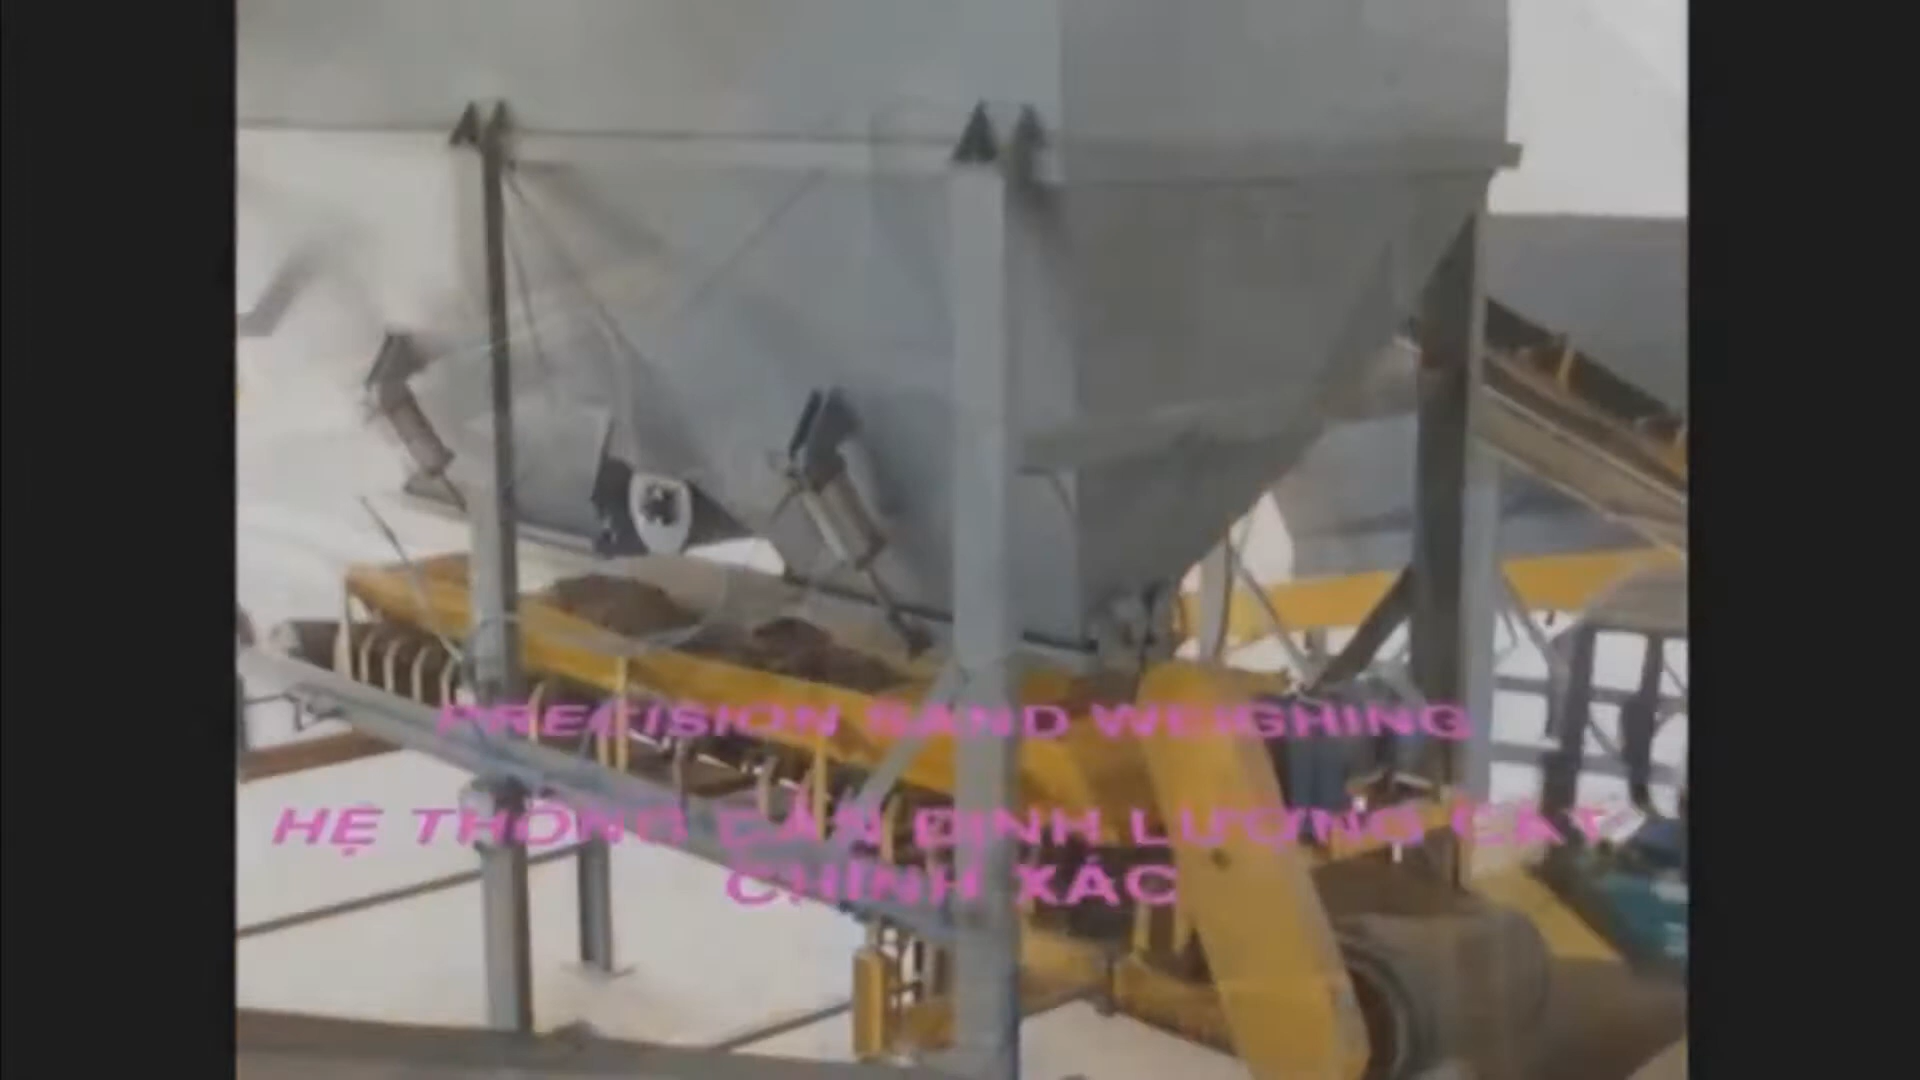 PRECISION SAND WEIGHING
HỆ THỐNG CÂN ĐỊNH LƯỢNG CÁT
CHÍNH XÁC